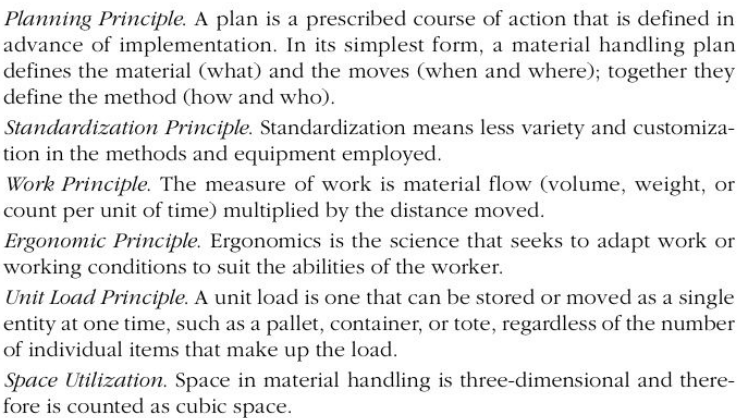 Planning Principle. A plan is a prescribed course of action that is defined in
advance of implementation. In its simplest form, a material handling plan
defines the material (what) and the moves (when and where); together they
define the method (how and who).
Standardization Principle. Standardization means less variety and customiza-
tion in the methods and equipment employed.
Work Principle. The measure of work is material flow (volume, weight, or
count per unit of time) multiplied by the distance moved.
Ergonomic Principle. Ergonomics is the science that seeks to adapt work or
working conditions to suit the abilities of the worker.
Unit Load Principle. A unit load is one that can be stored or moved as a single
entity at one time, such as a pallet, container, or tote, regardless of the number
of individual items that make up the load.
Space Utilization. Space in material handling is three-dimensional and there-
fore is counted as cubic space.